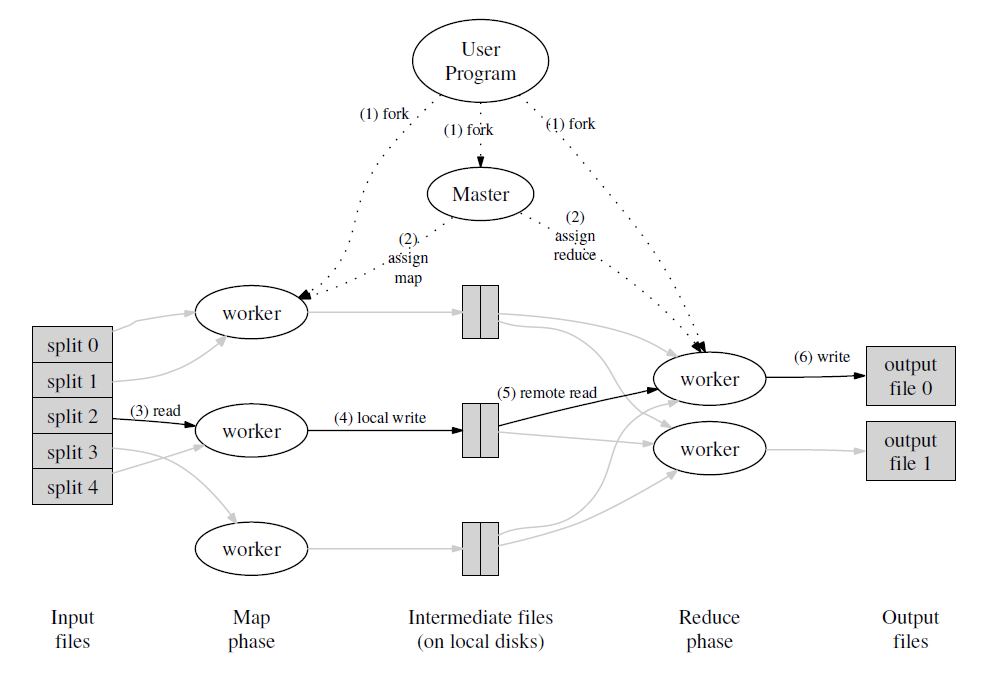 User
Program
(1) fork
(1) fork
(1) fork
Master
(2)
assign
map
(2)
assign
reduce
worker
split 0
split 1
split 2
split 3
split 4
(3) read
worker
(4) local write
(5) remote read
worker
worker
(6) write
output
file 0
worker
output
file 1
Input
files
Map
phase
Intermediate files
(on local disks)
Reduce
phase
Output
files